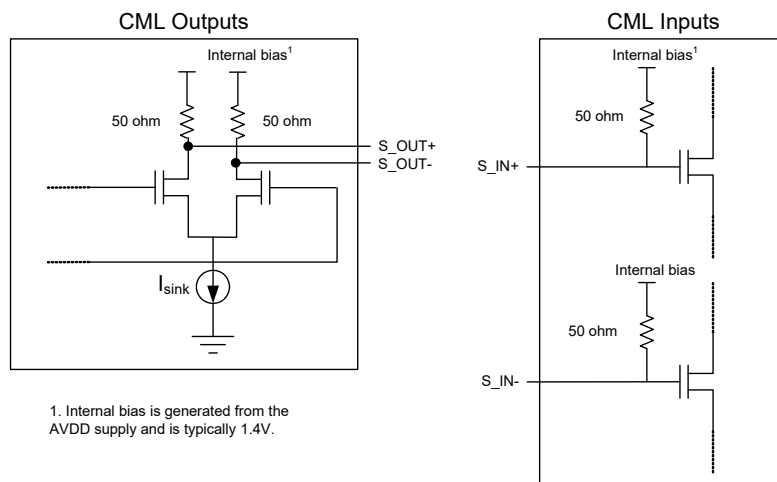 CML Outputs
Internal bias1
50 ohm
50 ohm
S_OUT+
S_OUT-
Isink
1. Internal bias is generated from the
AVDD supply and is typically 1.4V.
CML Inputs
Internal bias1
50 ohm
S_IN+
Internal bias
50 ohm
S_IN-